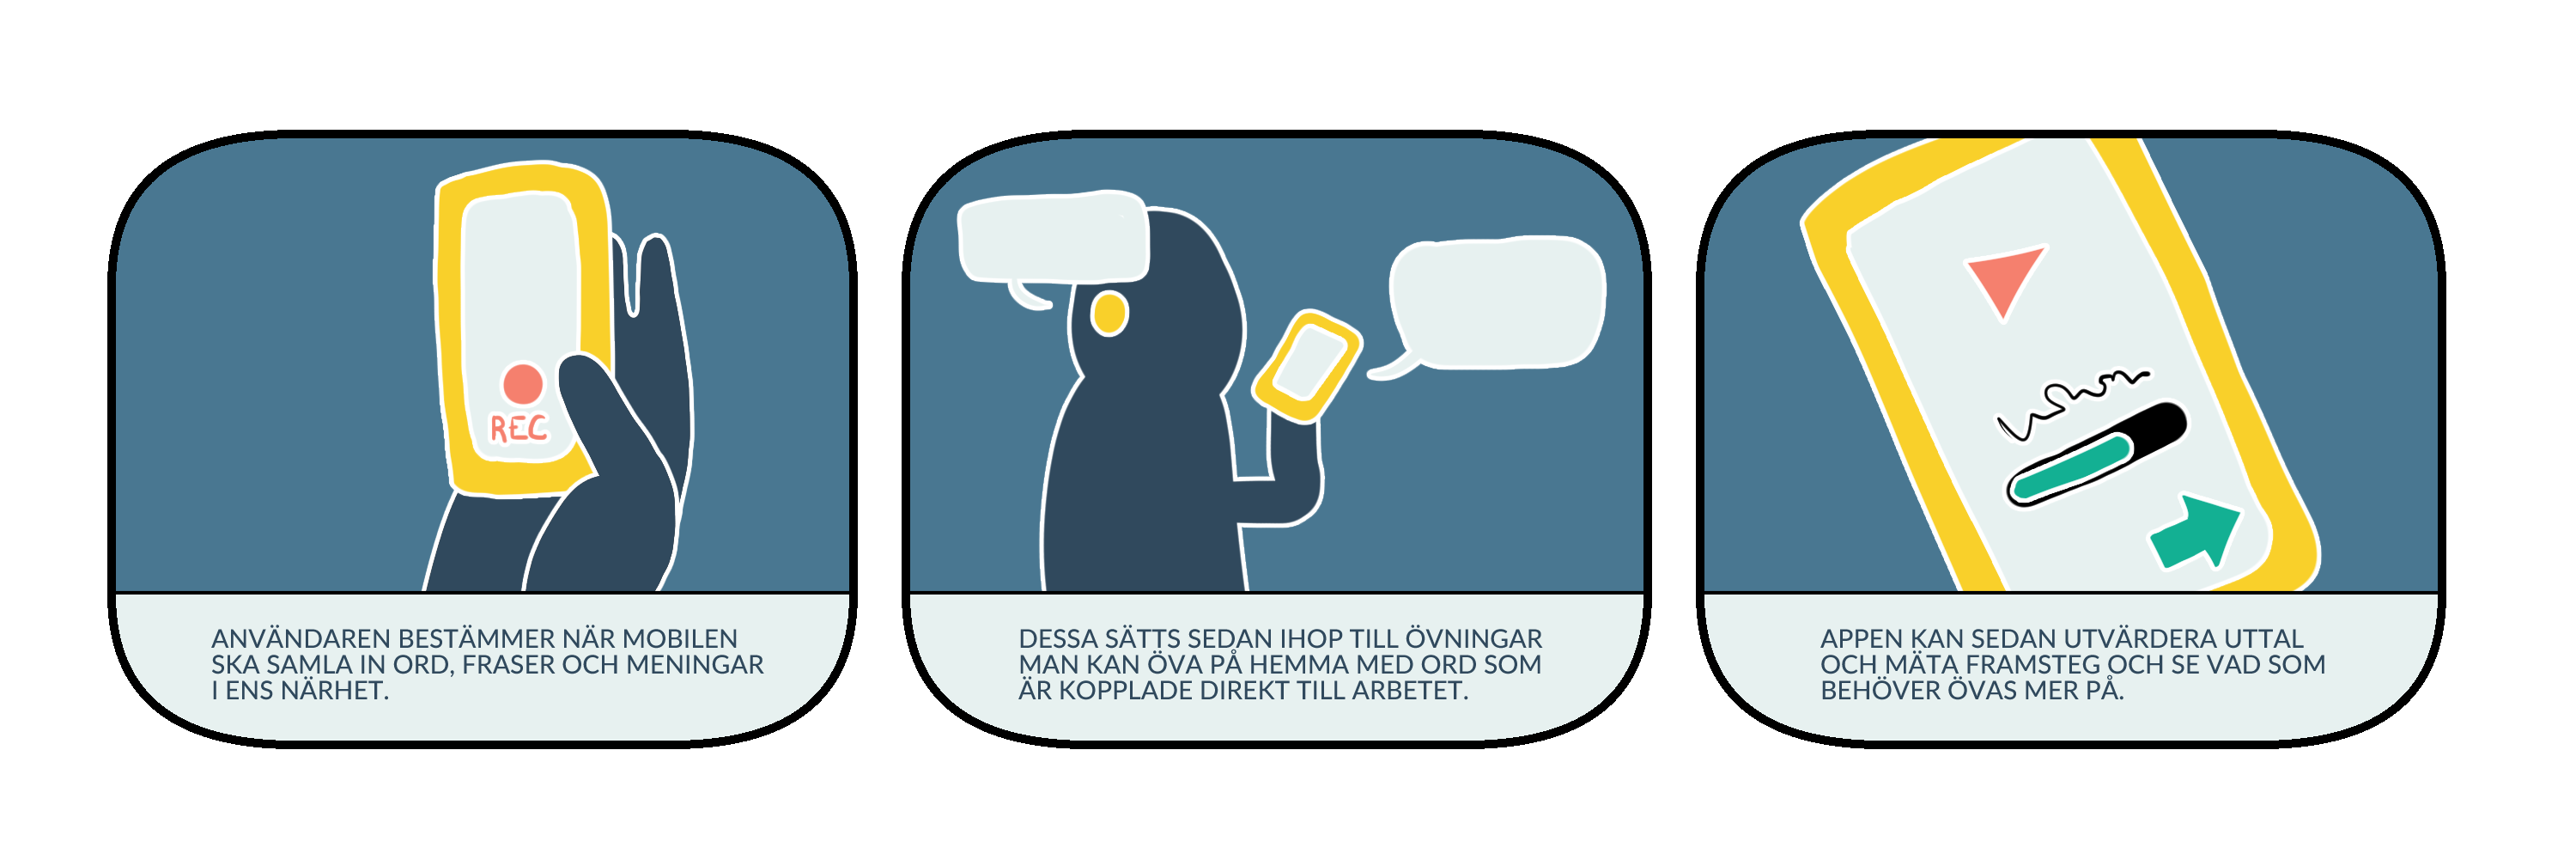 REC
ANVÄNDAREN BESTÄMMER NÄR MOBILEN
SKA SAMLA IN ORD, FRASER OCH MENINGAR
I ENS NÄRHET.
DESSA SÄTTS SEDAN IHOP TILL ÖVNINGAR
MAN KAN ÖVA PÅ HEMMA MED ORD SOM
ÄR KOPPLADE DIREKT TILL ARBETET.
APPEN KAN SEDAN UTVÄRDERA UTTAL
OCH MÄTA FRAMSTEG OCH SE VAD SOM
BEHÖVER ÖVAS MER PÅ.